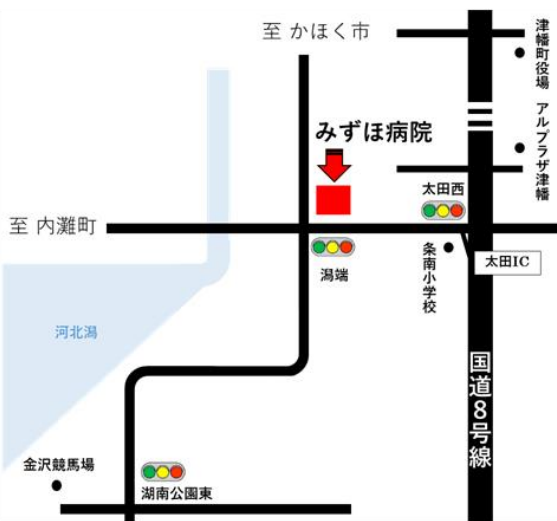 至 かほく市
津幡町役場
みずほ病院
アルプラザ津幡
太田西
至 内灘町
潟端
条南小学校
太田IC
河北潟
国道8号線
金沢競馬場
湖南公園東